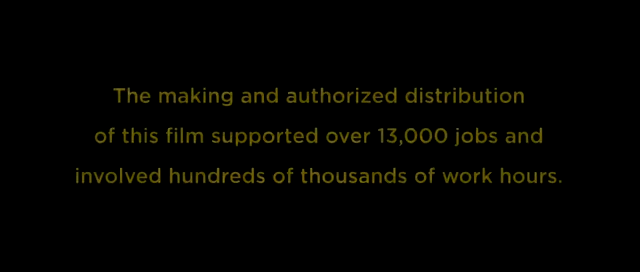 The making and authorized distribution
of this film supported over 13,000 jobs and
involved hundreds of thousands of work hours.